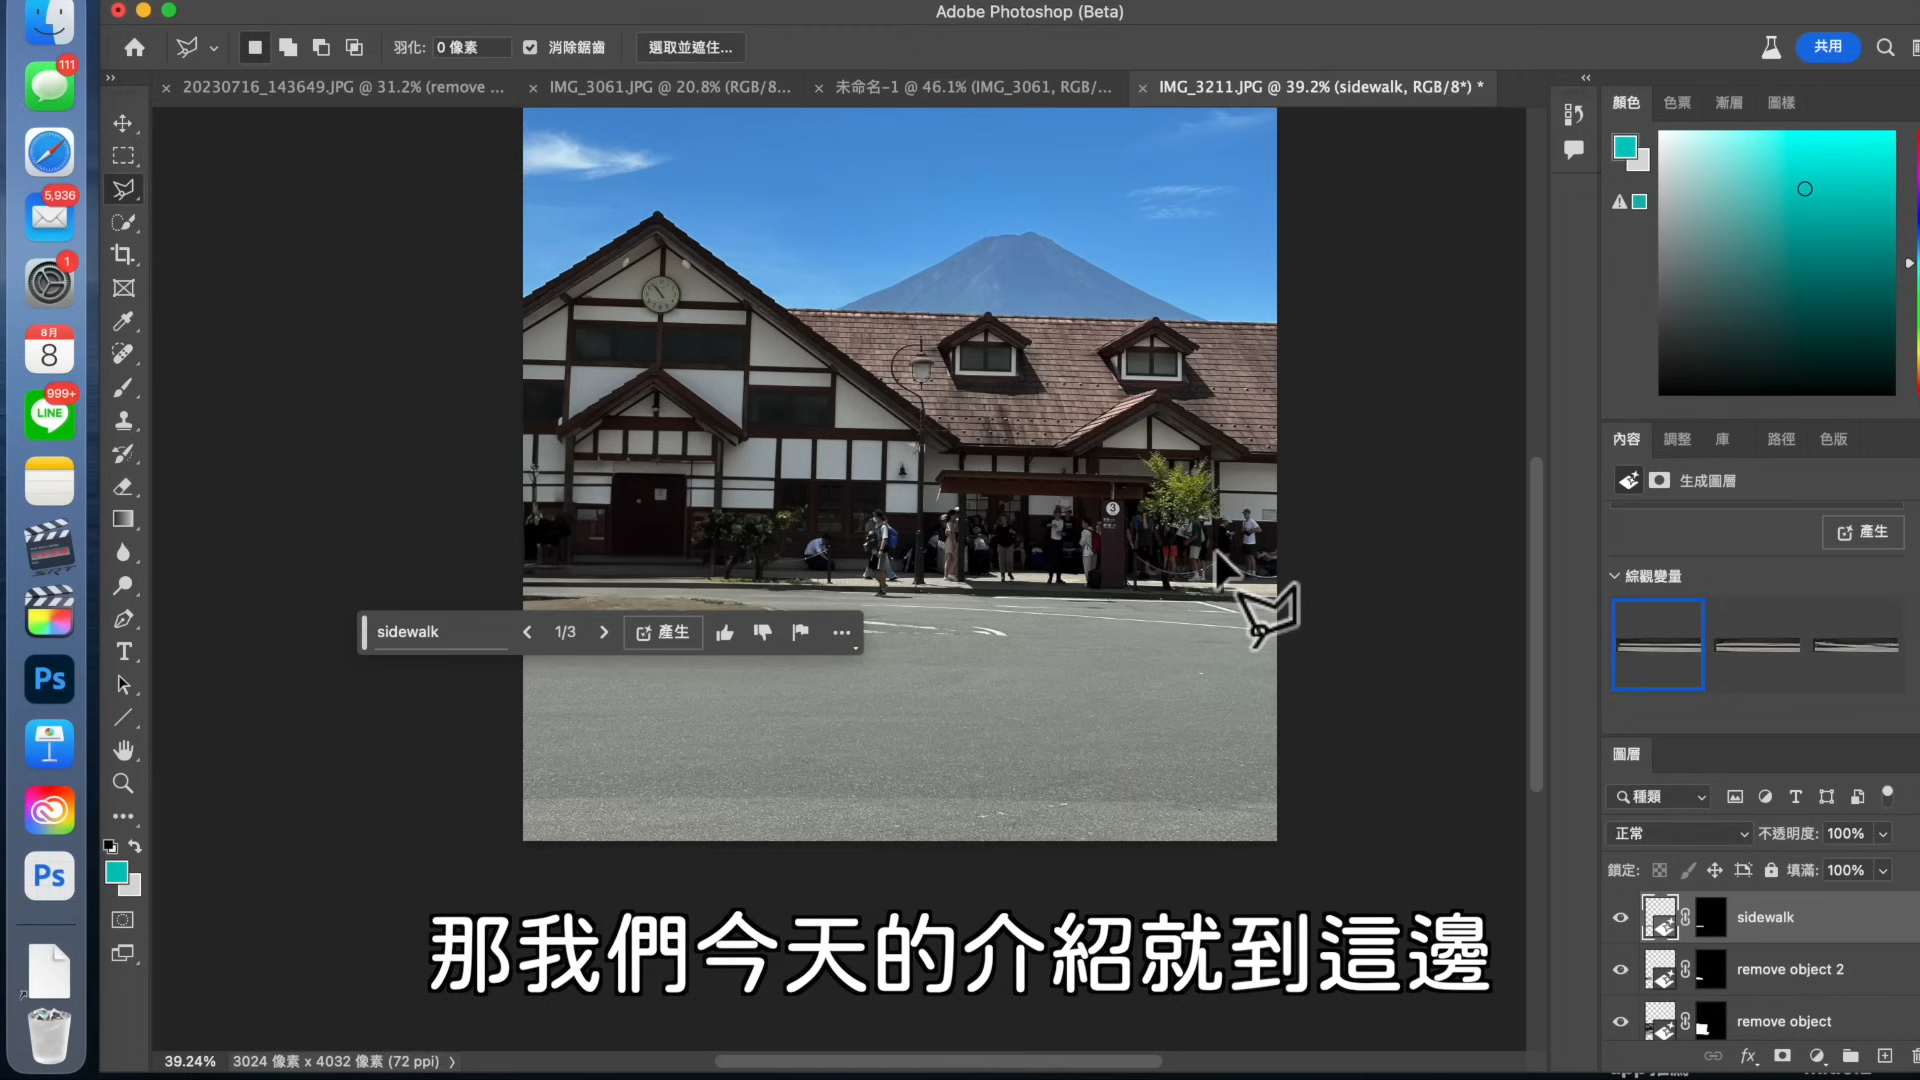 Adobe Photoshop (Beta)
羽化: 0 像素 消除鋸齒 選取並遮住... 共用
20230716_143649.JPG @ 31.2% (remove ... IMG_3061.JPG @ 20.8% (RGB/8... 未命名-1 @ 46.1% (IMG_3061, RGB/... IMG_3211.JPG @ 39.2% (sidewalk, RGB/8*) *
顏色 色票 漸層 圖樣
111
5,936
1
8月
8
999+
LINE
SRT
Ps
Ps
T
內容 調整 庫 路徑 色版
生成圖層
產生
綜觀變量
3
sidewalk 1/3 產生
圖層
種類
正常 不透明度: 100%
鎖定: 填滿: 100%
sidewalk
remove object 2
remove object
fx
那我們今天的介紹就到這邊
39.24% 3024 像素 x 4032 像素 (72 ppi)